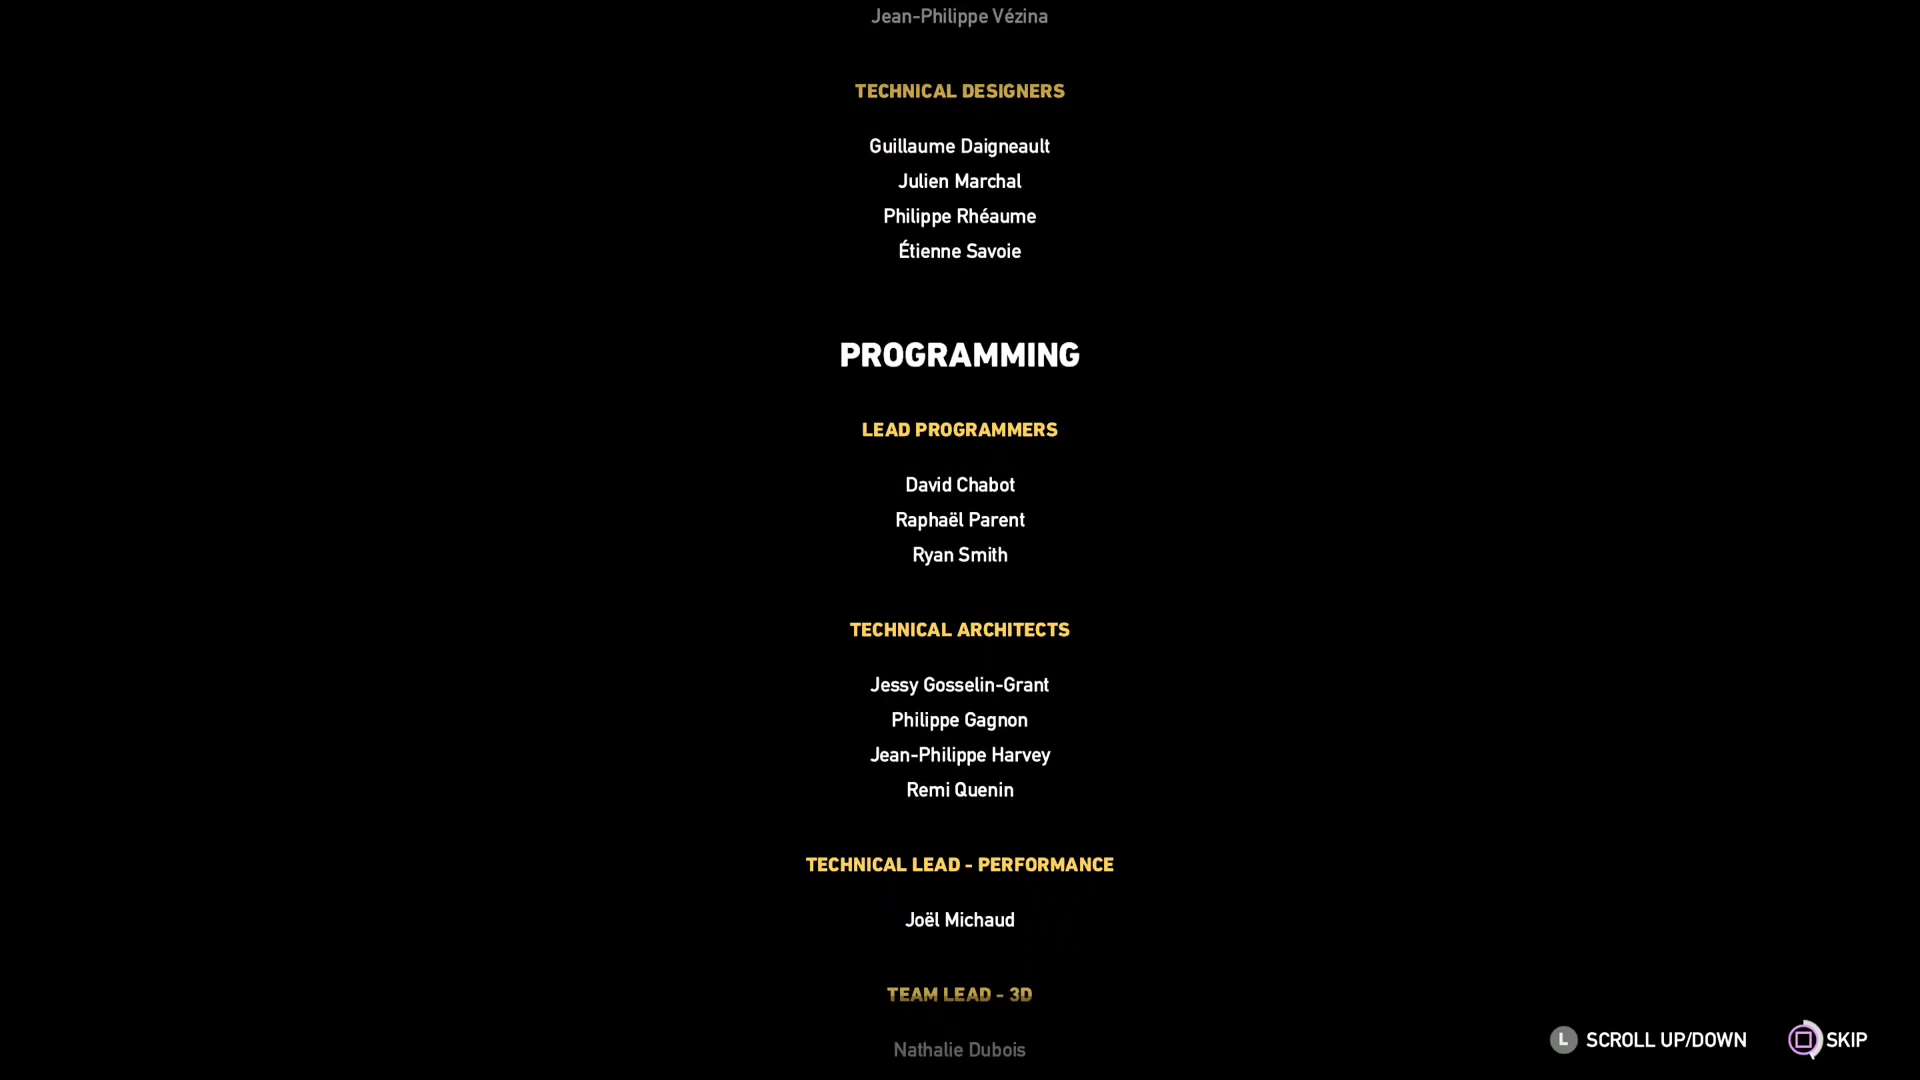 Jean-Philippe Vézina
TECHNICAL DESIGNERS
Guillaume Daigneault
Julien Marchal
Philippe Rhéaume
Étienne Savoie
PROGRAMMING
LEAD PROGRAMMERS
David Chabot
Raphaël Parent
Ryan Smith
TECHNICAL ARCHITECTS
Jessy Gosselin-Grant
Philippe Gagnon
Jean-Philippe Harvey
Remi Quenin
TECHNICAL LEAD - PERFORMANCE
Joël Michaud
TEAM LEAD - 3D
Nathalie Dubois
L SCROLL UP/DOWN SKIP